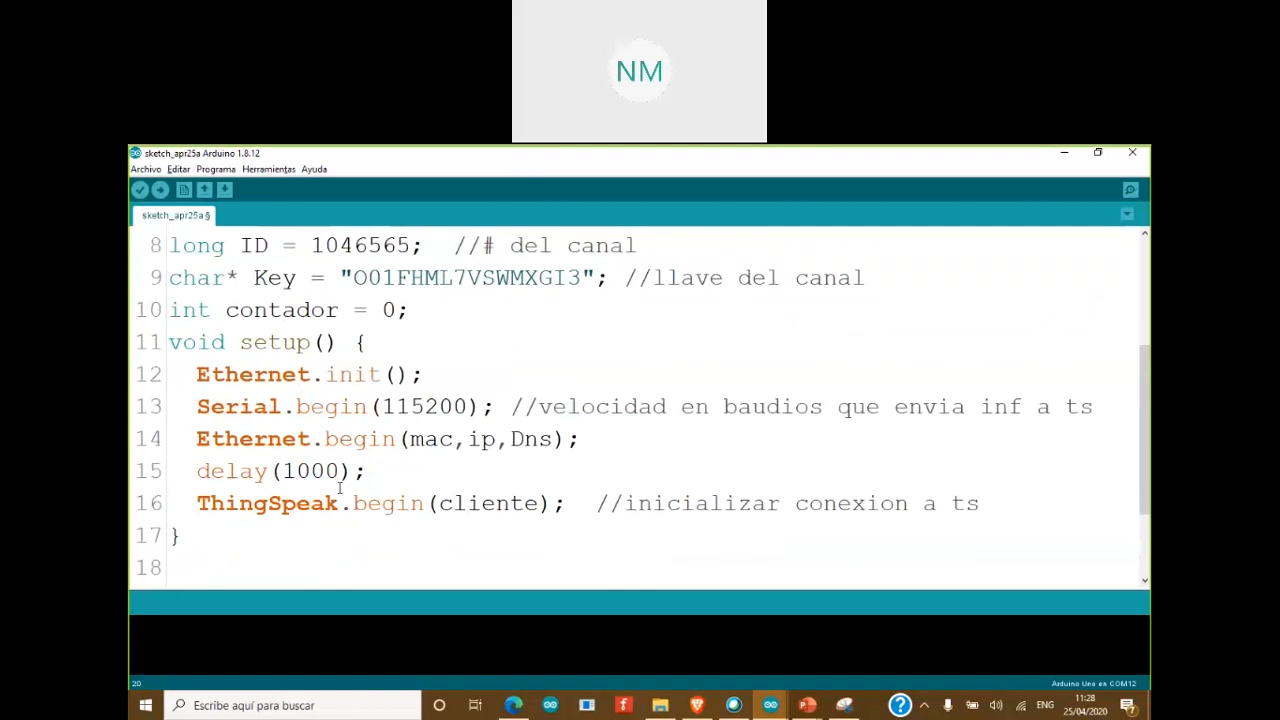 NM
sketch_apr25a Arduino 1.8.12
Archivo Editar Programa Herramientas Ayuda
sketch_apr25a §
8 long ID = 1046565; //# del canal
9 char* Key = "O01FHML7VSWMXGI3"; //llave del canal
10 int contador = 0;
11 void setup() {
12 Ethernet.init();
13 Serial.begin(115200); //velocidad en baudios que envia inf a ts
14 Ethernet.begin(mac,ip,Dns);
15 delay(1000);
16 ThingSpeak.begin(cliente); //inicializar conexion a ts
17 }
18
20 Arduino Uno en COM12
Escribe aquí para buscar
ENG
11:28
25/04/2020
7